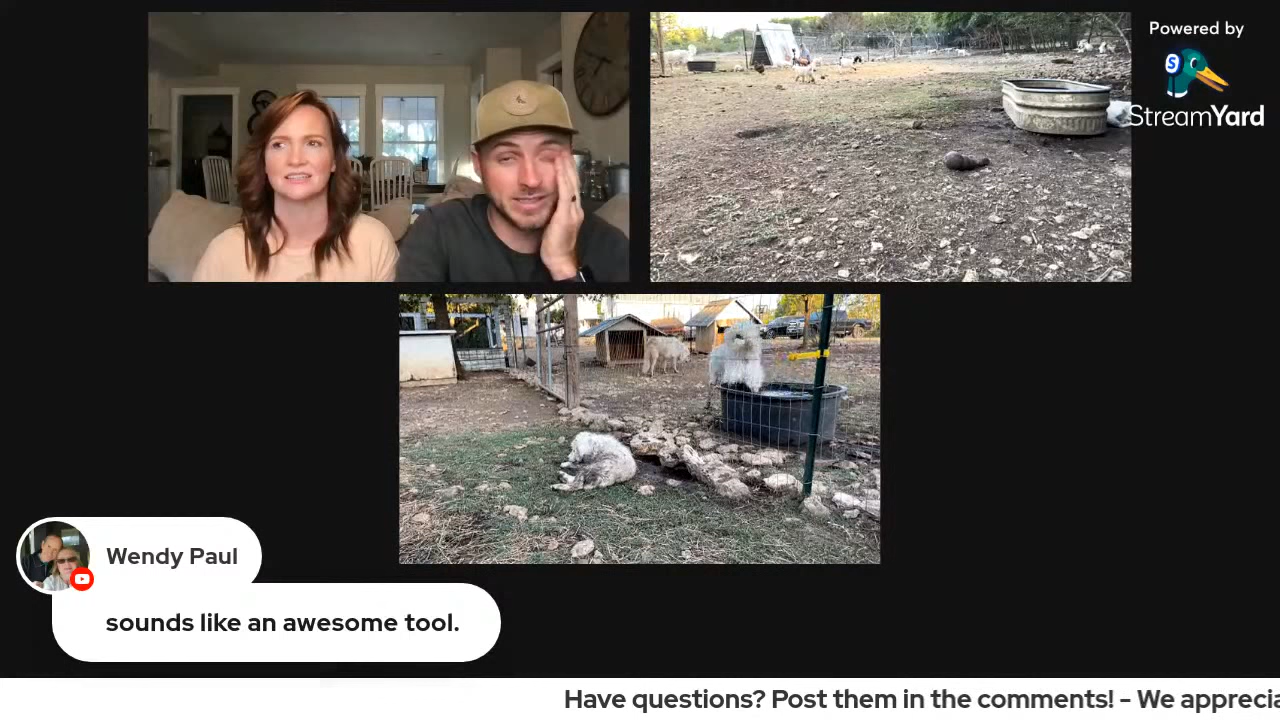 Powered by
StreamYard
Wendy Paul
sounds like an awesome tool.
Have questions? Post them in the comments! - We apprecia